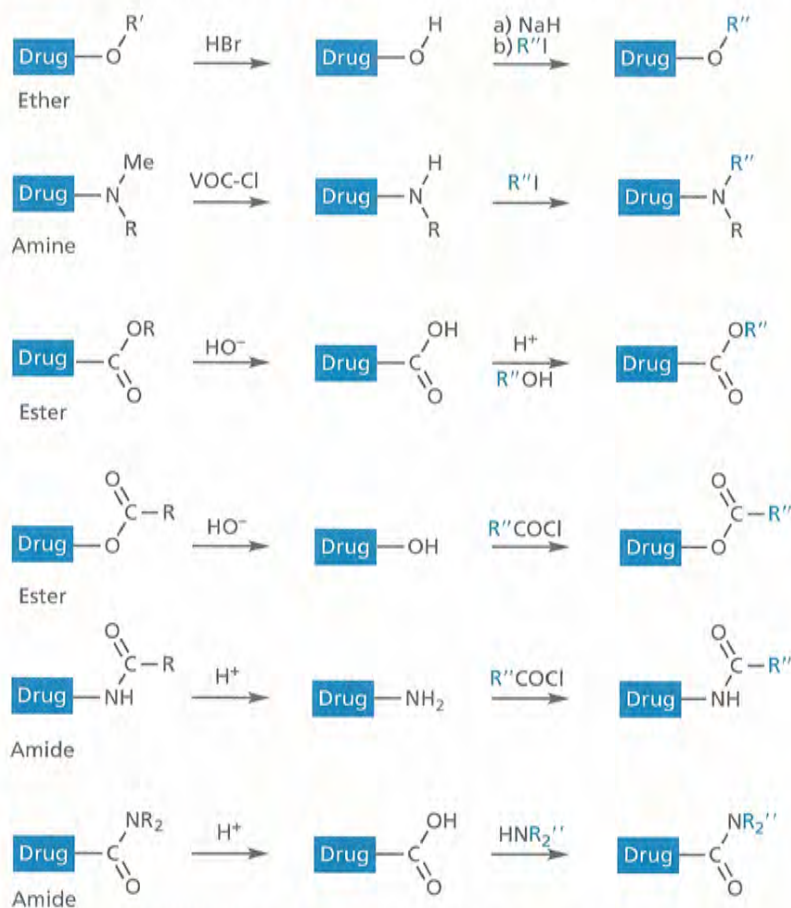 R' H R''
Drug O HBr Drug O a) NaH b) R''I Drug O
Ether
Me H R''
Drug N VOC-Cl Drug N R''I Drug N
R R R
Amine
OR OH OR''
Drug C HO⁻ Drug C H⁺ R''OH Drug C
O O O
Ester
O O
C R C R''
Drug O HO⁻ Drug OH R''COCl Drug O
Ester
O O
C R C R''
Drug NH H⁺ Drug NH₂ R''COCl Drug NH
Amide
NR₂ OH NR₂''
Drug C H⁺ Drug C HNR₂'' Drug C
O O O
Amide